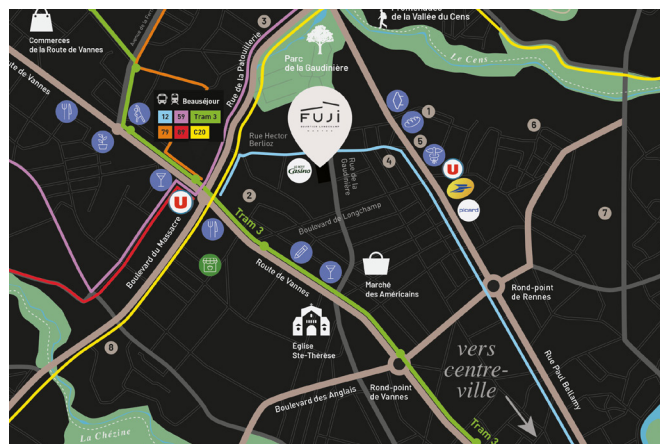 Promenades
de la Vallée du Cens
Commerces
de la Route de Vannes
Le Cens
Parc
de la Gaudinière
Rue de la Patouillerie
3
Route de Vannes
Beauséjour
12 59 Tram 3
79 C20
FUJI
1
6
5
Rue Hector
Berlioz
Rue de la
Gaudinière
4
petit
Casino
U
picard
2
7
U
Tram 3
Boulevard de Longchamp
Boulevard du Massacre
Route de Vannes
Marché
des Américains
Rond-point
de Rennes
Eglise
Ste-Thérèse
8
vers
centre-
ville
Rue Paul Bellamy
Rond-point
de Vannes
Boulevard des Anglais
Tram 3
La Chézine